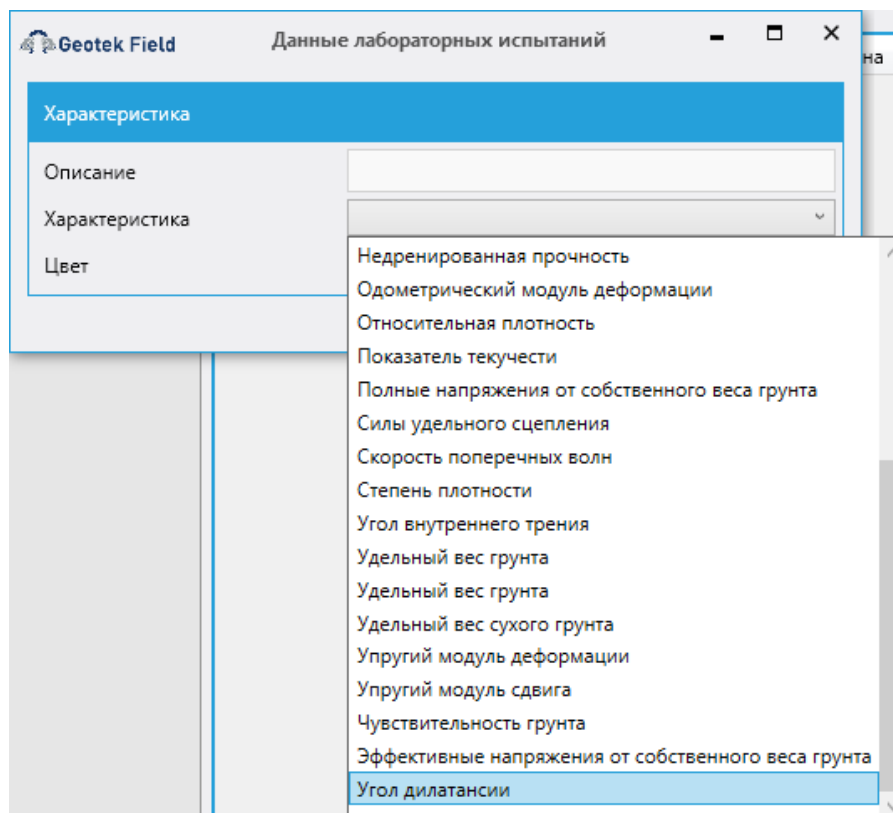 Geotek Field
Данные лабораторных испытаний
на
Характеристика
Описание
Характеристика
Цвет
Недренированная прочность
Одометрический модуль деформации
Относительная плотность
Показатель текучести
Полные напряжения от собственного веса грунта
Силы удельного сцепления
Скорость поперечных волн
Степень плотности
Угол внутреннего трения
Удельный вес грунта
Удельный вес грунта
Удельный вес сухого грунта
Упругий модуль деформации
Упругий модуль сдвига
Чувствительность грунта
Эффективные напряжения от собственного веса грунта
Угол дилатансии